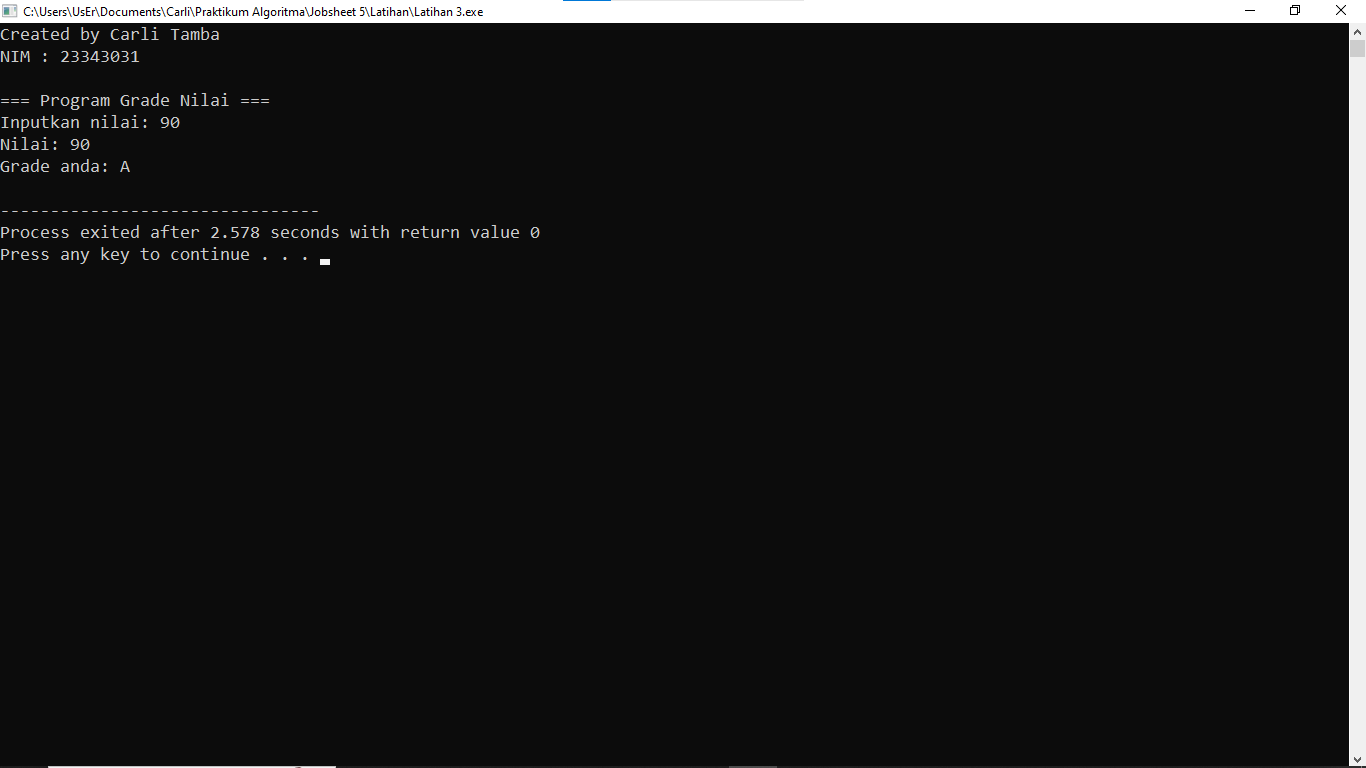 C:\Users\UsEr\Documents\Carli\Praktikum Algoritma\Jobsheet 5\Latihan\Latihan 3.exe
Created by Carli Tamba
NIM : 23343031
=== Program Grade Nilai ===
Inputkan nilai: 90
Nilai: 90
Grade anda: A
--------------------------------
Process exited after 2.578 seconds with return value 0
Press any key to continue . . .